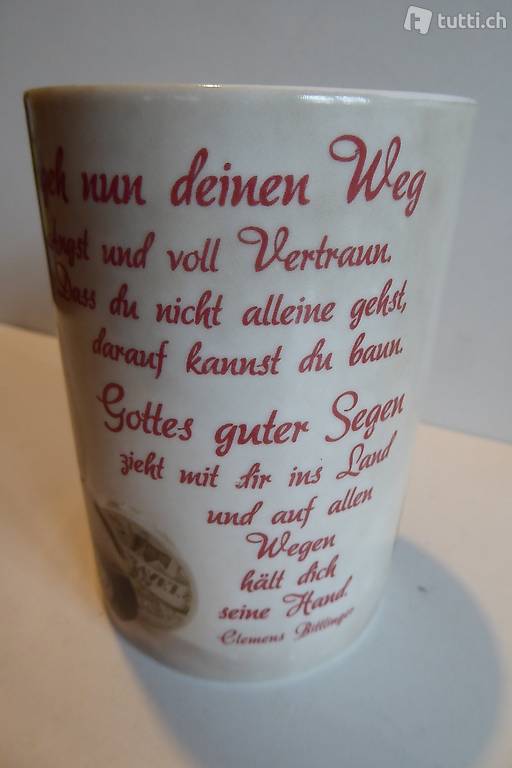 tutti.ch
geh nun deinen Weg
Angst und voll Vertraun.
Dass du nicht alleine gehst,
darauf kannst du baun.
Gottes guter Segen
zieht mit dir ins Land
und auf allen
Wegen
hält dich
seine Hand.
Clemens Bittlinger